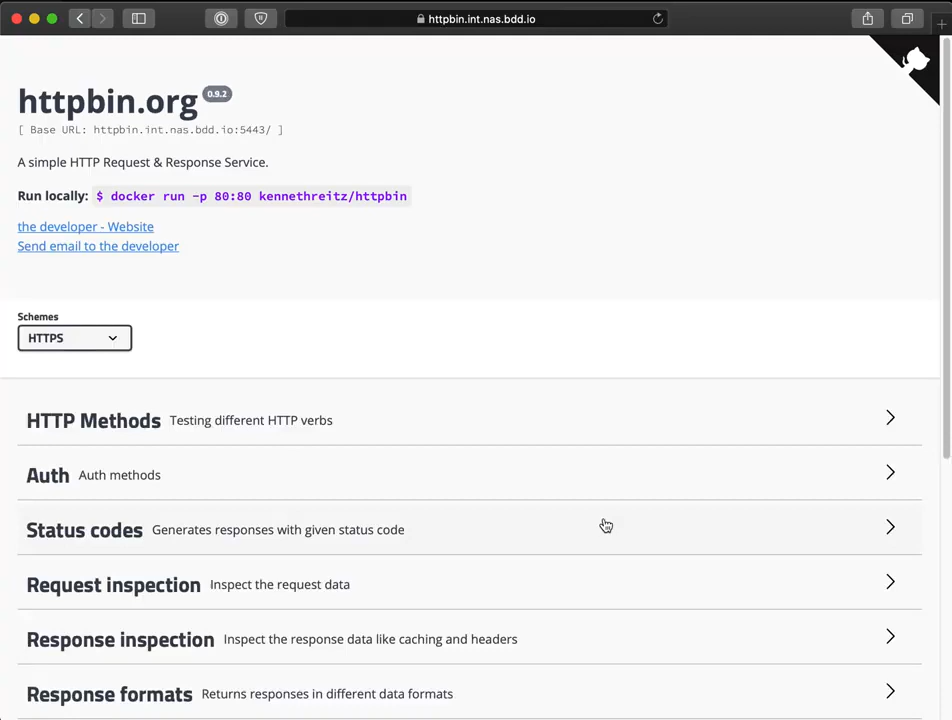 httpbin.int.nas.bdd.io
httpbin.org 0.9.2
[ Base URL: httpbin.int.nas.bdd.io:5443/ ]
A simple HTTP Request & Response Service.
Run locally: $ docker run -p 80:80 kennethreitz/httpbin
the developer - Website
Send email to the developer
Schemes
HTTPS
HTTP Methods Testing different HTTP verbs
Auth Auth methods
Status codes Generates responses with given status code
Request inspection Inspect the request data
Response inspection Inspect the response data like caching and headers
Response formats Returns responses in different data formats